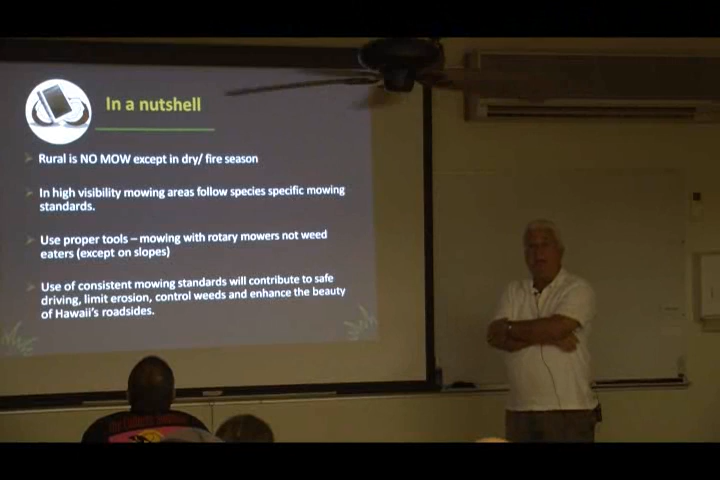 In a nutshell
Rural is NO MOW except in dry/ fire season
In high visibility mowing areas follow species specific mowing
standards.
Use proper tools – mowing with rotary mowers not weed
eaters (except on slopes)
Use of consistent mowing standards will contribute to safe
driving, limit erosion, control weeds and enhance the beauty
of Hawaii's roadsides.